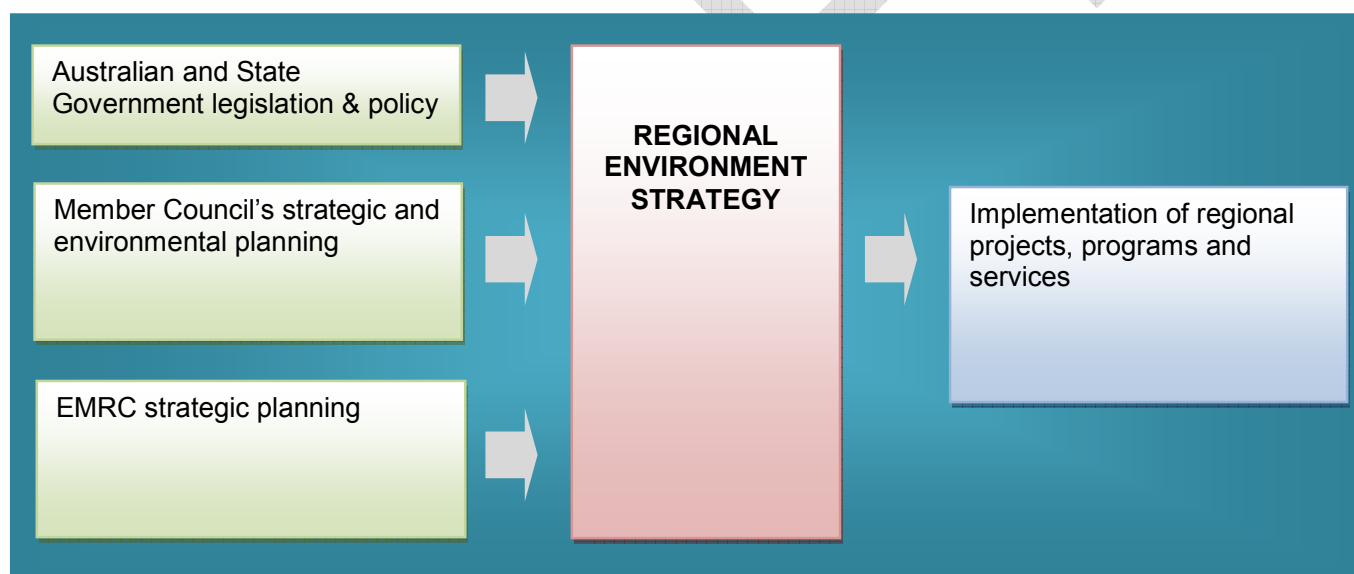 Australian and State
Government legislation & policy
Member Council's strategic and
environmental planning
EMRC strategic planning
REGIONAL
ENVIRONMENT
STRATEGY
Implementation of regional
projects, programs and
services